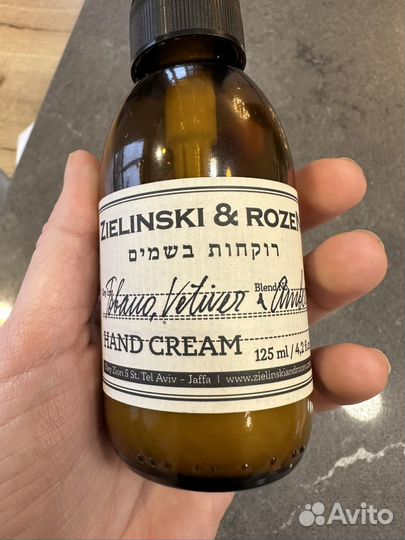 ZIELINSKI & ROZEN
רוקחות בשמים
Vetiver Blend &
HAND CREAM 125 ml / 4,2
Zion 5 St. Tel Aviv - Jaffa | www.zielinskiandrozen
Avito